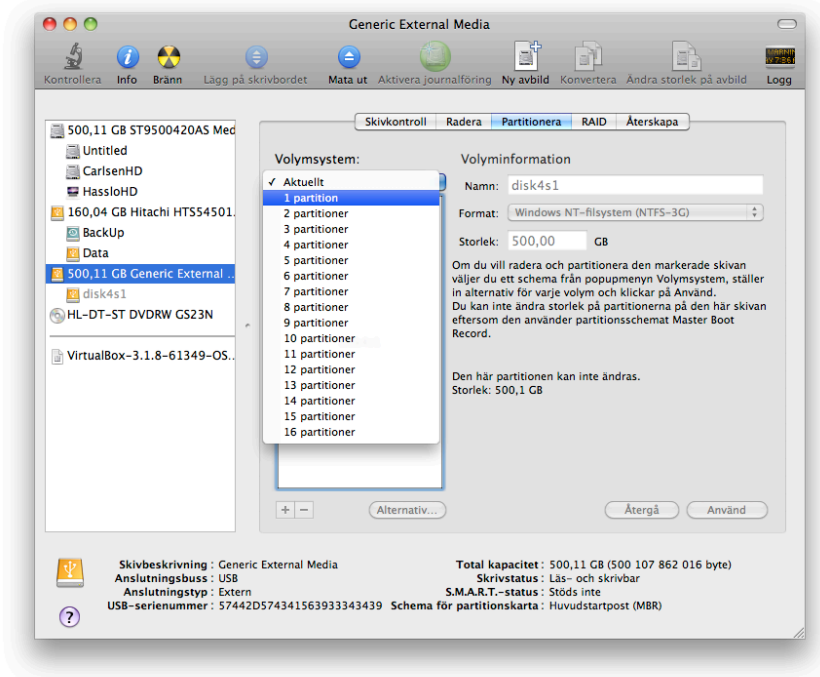 Generic External Media
Kontrollera Info Bränn Lägg på skrivbordet Mata ut Aktivera journalföring Ny avbild Konvertera Ändra storlek på avbild Logg
Skivkontroll Radera Partitionera RAID Återskapa
500,11 GB ST9500420AS Med
Untitled
CarlsenHD
HassloHD
160,04 GB Hitachi HTS54501.
BackUp
Data
500,11 GB Generic External ..
disk4s1
HL-DT-ST DVDRW GS23N
VirtualBox-3.1.8-61349-OS..
Volymsystem:
✓ Aktuellt
1 partition
2 partitioner
3 partitioner
4 partitioner
5 partitioner
6 partitioner
7 partitioner
8 partitioner
9 partitioner
10 partitioner
11 partitioner
12 partitioner
13 partitioner
14 partitioner
15 partitioner
16 partitioner
+ − Alternativ...
Volyminformation
Namn: disk4s1
Format: Windows NT-filsystem (NTFS-3G)
Storlek: 500,00 GB
Om du vill radera och partitionera den markerade skivan
väljer du ett schema från popupmenyn Volymsystem, ställer
in alternativ för varje volym och klickar på Använd.
Du kan inte ändra storlek på partitionerna på den här skivan
eftersom den använder partitionsschemat Master Boot
Record.
Den här partitionen kan inte ändras.
Storlek: 500,1 GB
Återgå Använd
Skivbeskrivning : Generic External Media
Anslutningsbuss : USB
Anslutningstyp : Extern
USB-serienummer : 57442D574341563933343439
Total kapacitet : 500,11 GB (500 107 862 016 byte)
Skrivstatus : Läs- och skrivbar
S.M.A.R.T.-status : Stöds inte
Schema för partitionskarta : Huvudstartpost (MBR)
?